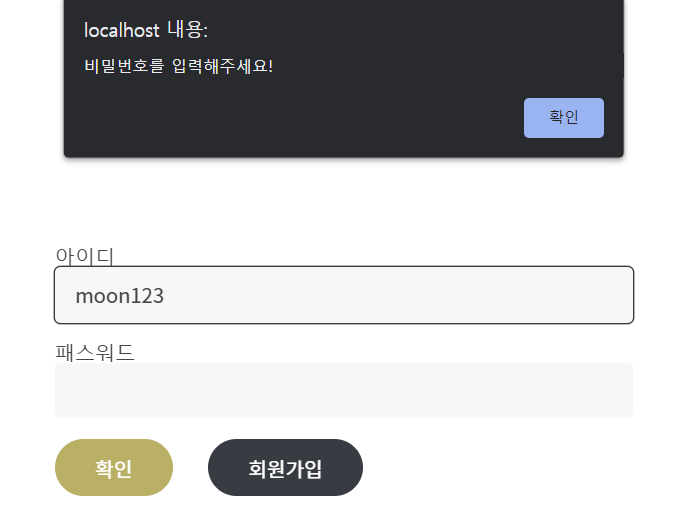 localhost 내용:
비밀번호를 입력해주세요!
확인
아이디
moon123
패스워드
확인 회원가입